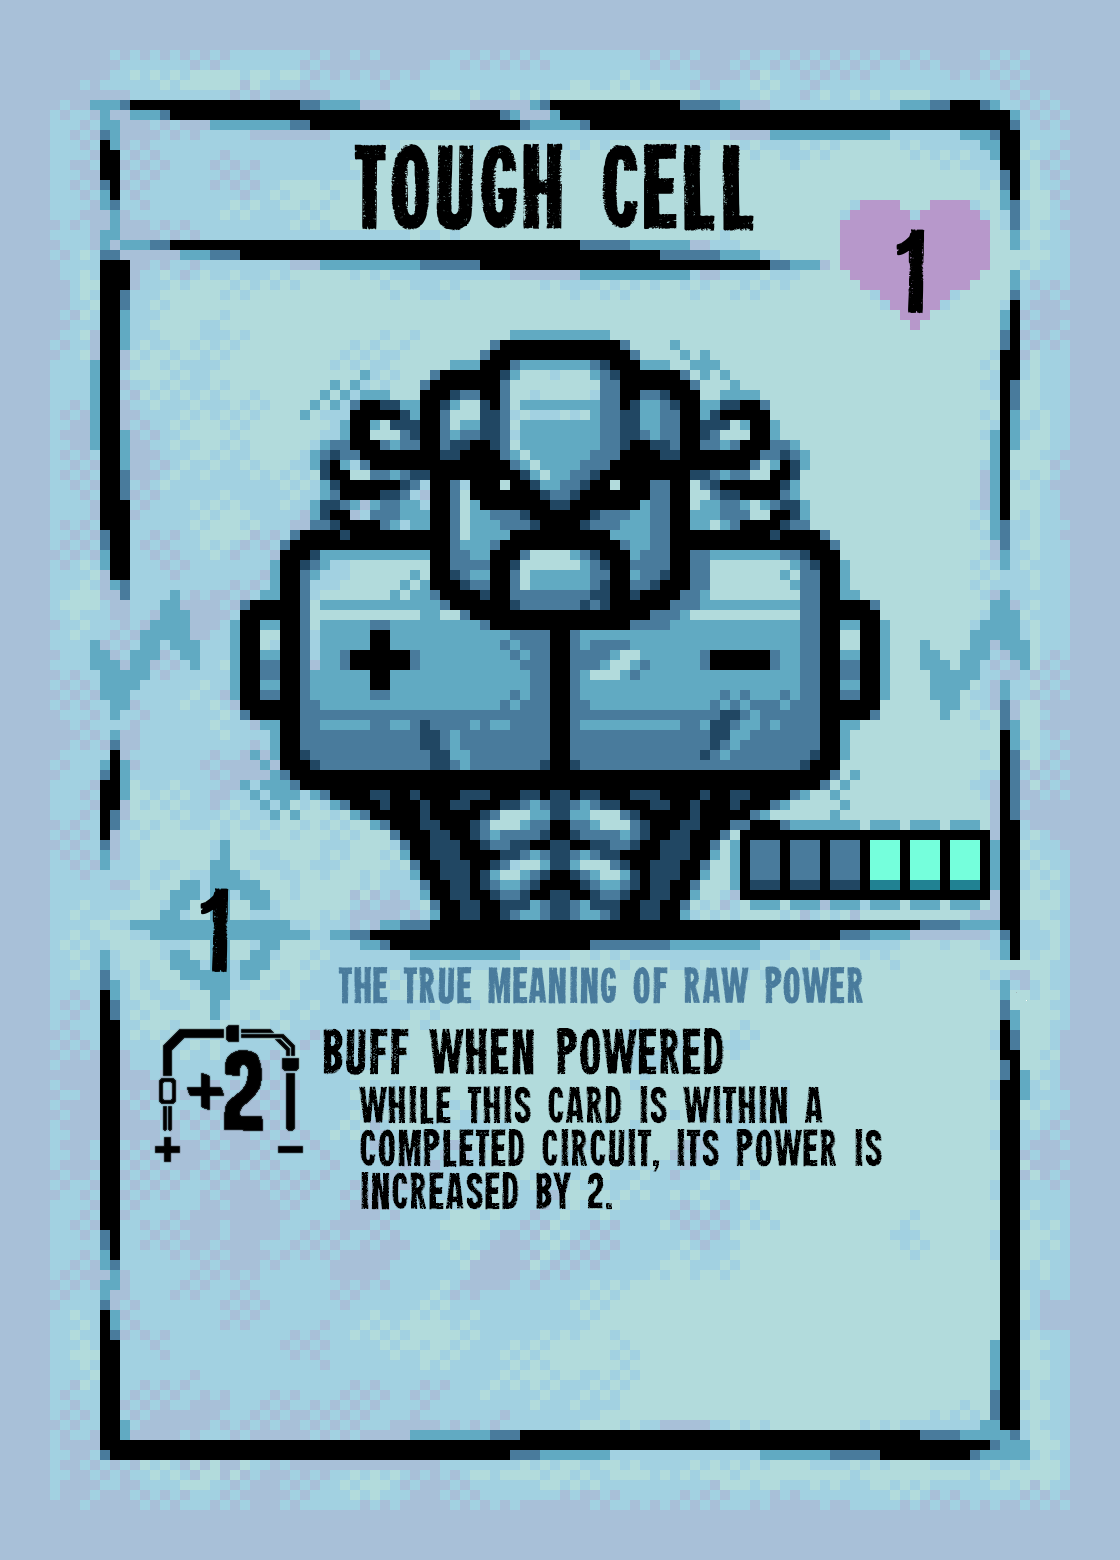 TOUGH CELL
1
+
-
1
THE TRUE MEANING OF RAW POWER
+2
+ -
BUFF WHEN POWERED
WHILE THIS CARD IS WITHIN A
COMPLETED CIRCUIT, ITS POWER IS
INCREASED BY 2.